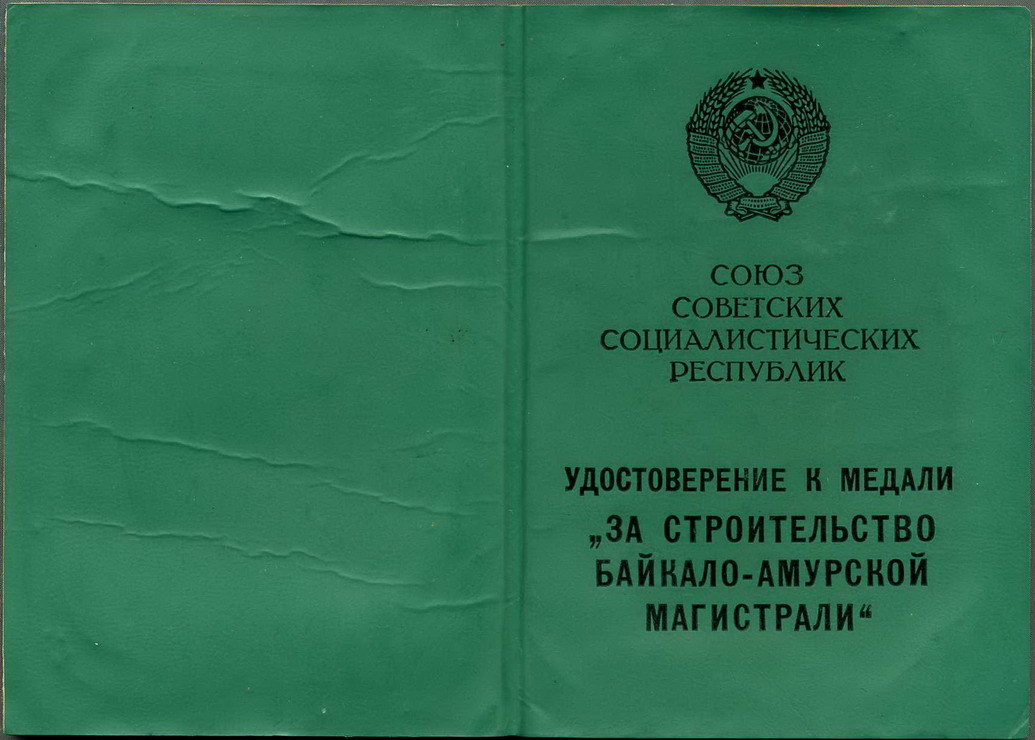 СОЮЗ
СОВЕТСКИХ
СОЦИАЛИСТИЧЕСКИХ
РЕСПУБЛИК
УДОСТОВЕРЕНИЕ К МЕДАЛИ
„ЗА СТРОИТЕЛЬСТВО
БАЙКАЛО-АМУРСКОЙ
МАГИСТРАЛИ“